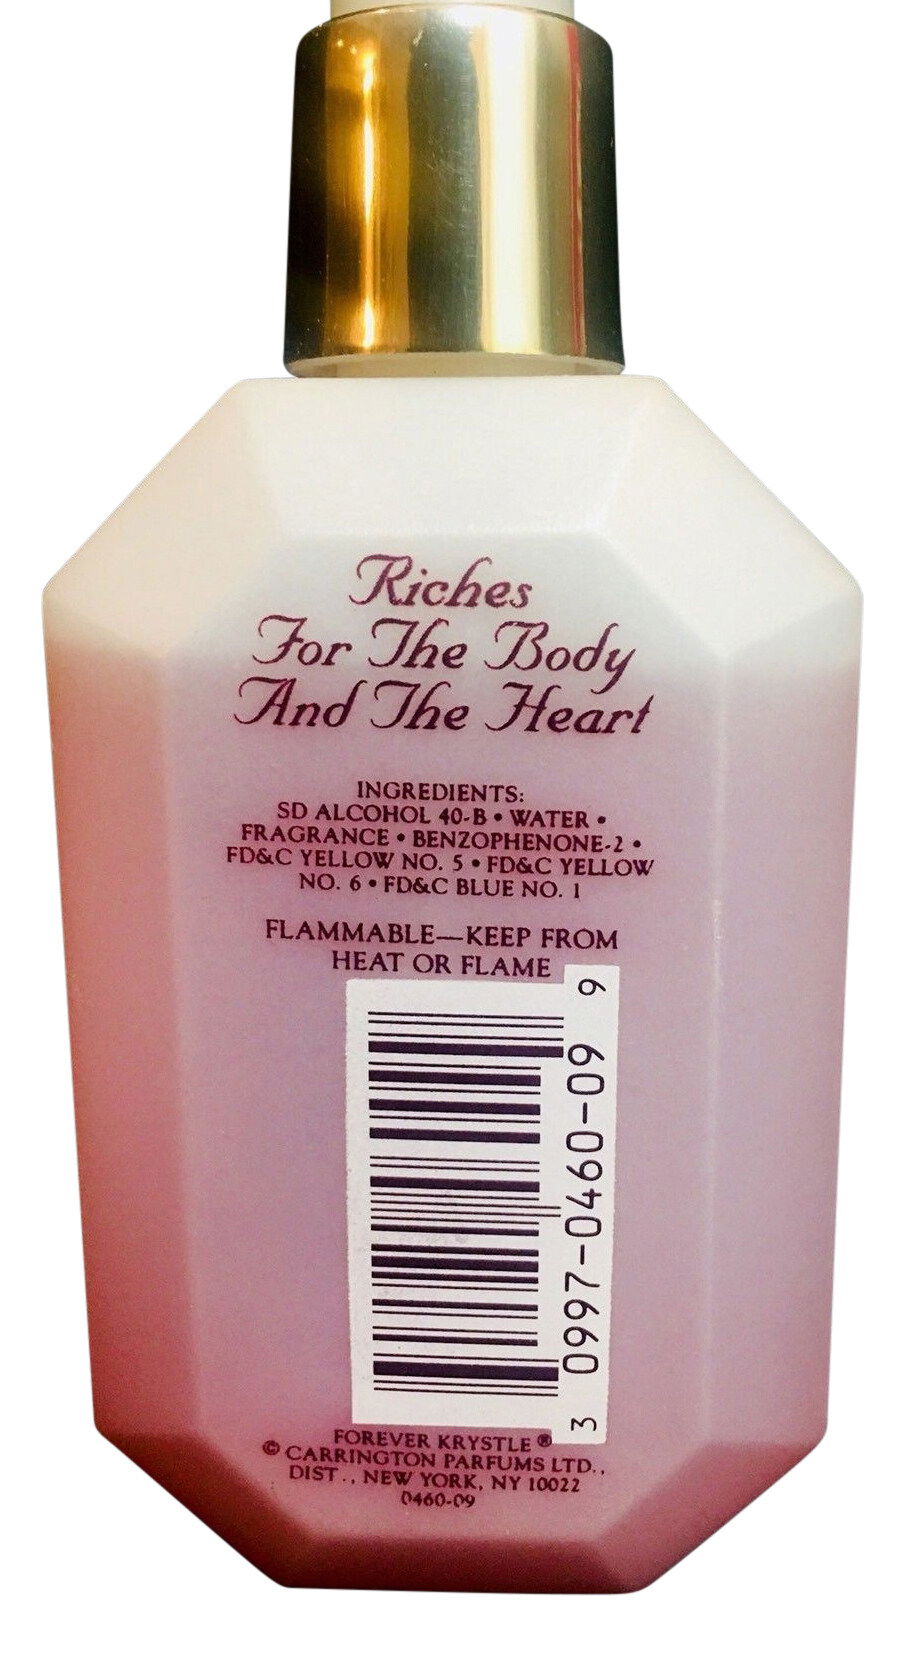 Riches
For The Body
And The Heart
INGREDIENTS:
SD ALCOHOL 40-B • WATER •
FRAGRANCE • BENZOPHENONE-2 •
FD&C YELLOW NO. 5 • FD&C YELLOW
NO. 6 • FD&C BLUE NO. 1
FLAMMABLE—KEEP FROM
HEAT OR FLAME
3 0997-0460-09 9
FOREVER KRYSTLE®
© CARRINGTON PARFUMS LTD.,
DIST., NEW YORK, NY 10022
0460-09